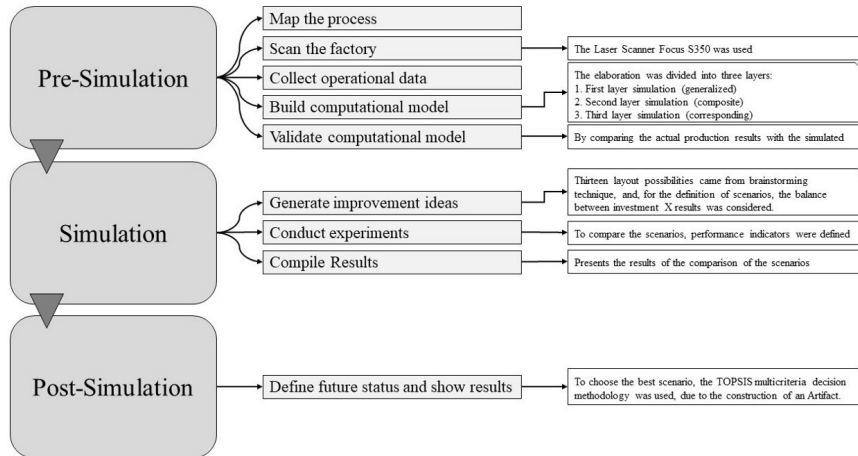 Pre-Simulation
Map the process
Scan the factory
The Laser Scanner Focus S350 was used
Collect operational data
Build computational model
The elaboration was divided into three layers:
1. First layer simulation (generalized)
2. Second layer simulation (composite)
3. Third layer simulation (corresponding)
Validate computational model
By comparing the actual production results with the simulated
Simulation
Generate improvement ideas
Thirteen layout possibilities came from brainstorming
technique, and, for the definition of scenarios, the balance
between investment X results was considered.
Conduct experiments
To compare the scenarios, performance indicators were defined
Compile Results
Presents the results of the comparison of the scenarios
Post-Simulation
Define future status and show results
To choose the best scenario, the TOPSIS multicriteria decision
methodology was used, due to the construction of an Artifact.